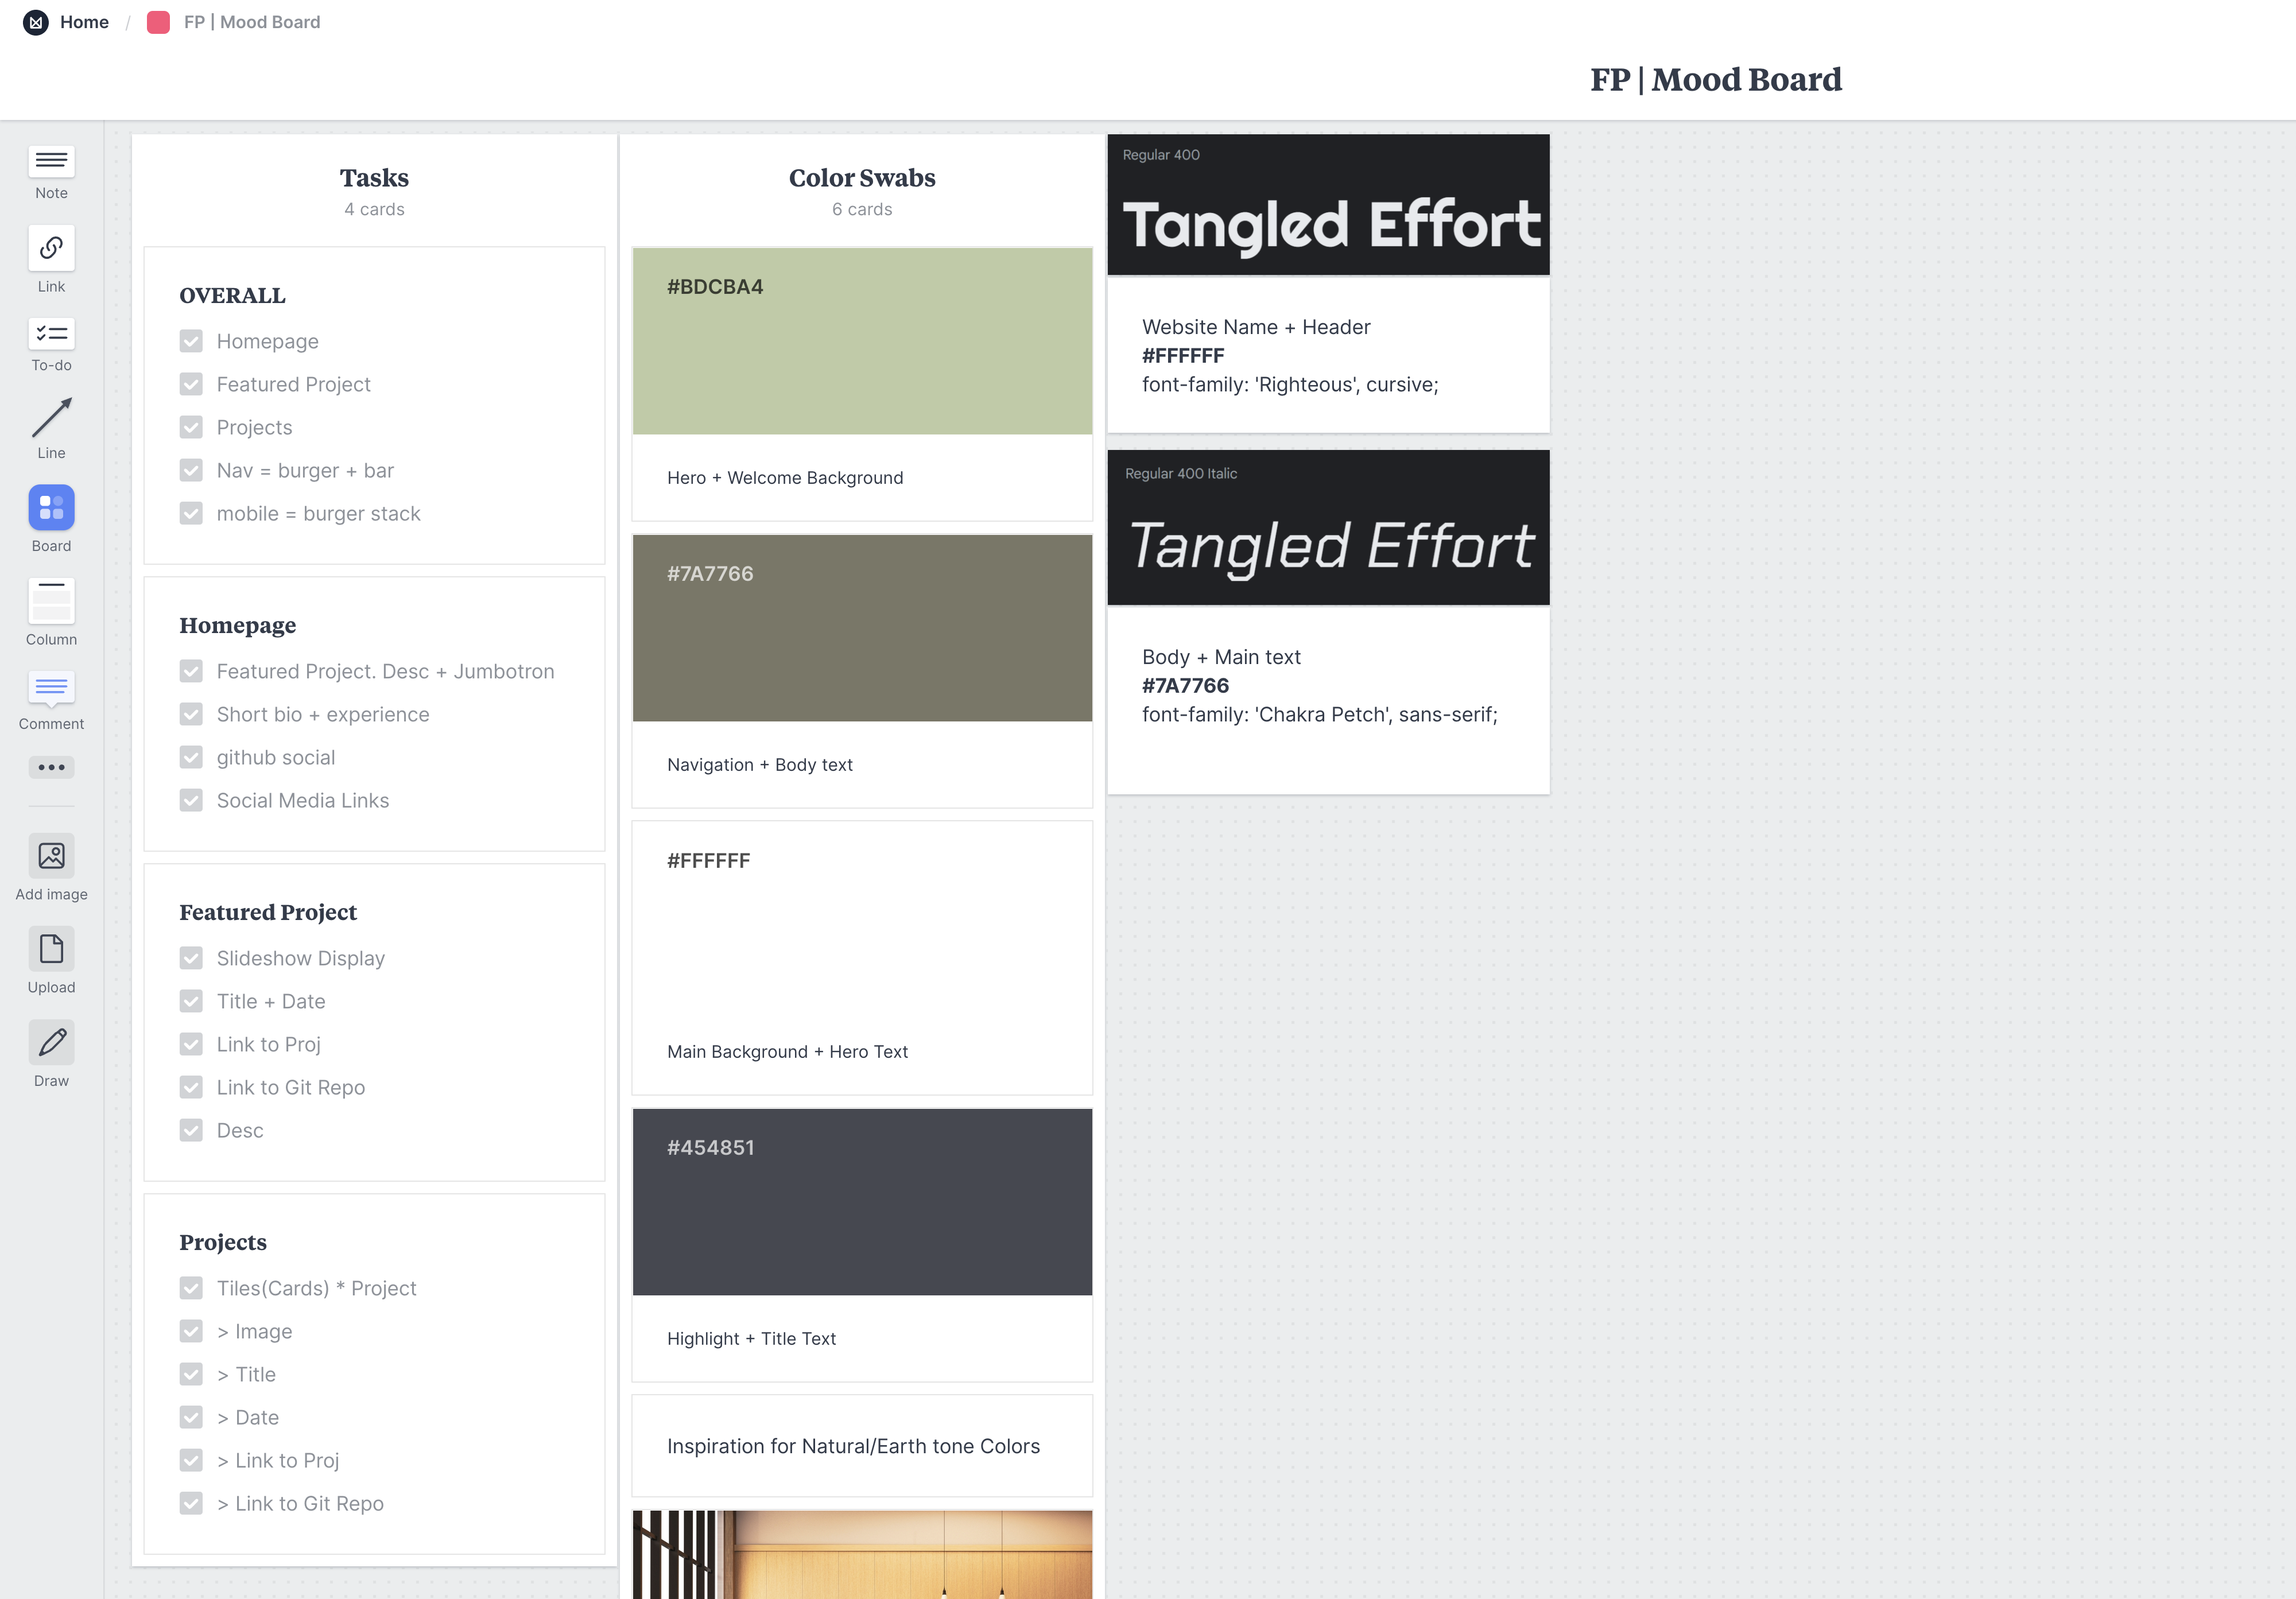 Home / FP | Mood Board
FP | Mood Board
Note
Link
To-do
Line
Board
Column
Comment
Add image
Upload
Draw
Tasks
4 cards
OVERALL
Homepage
Featured Project
Projects
Nav = burger + bar
mobile = burger stack
Homepage
Featured Project. Desc + Jumbotron
Short bio + experience
github social
Social Media Links
Featured Project
Slideshow Display
Title + Date
Link to Proj
Link to Git Repo
Desc
Projects
Tiles(Cards) * Project
> Image
> Title
> Date
> Link to Proj
> Link to Git Repo
Color Swabs
6 cards
#BDCBA4
Hero + Welcome Background
#7A7766
Navigation + Body text
#FFFFFF
Main Background + Hero Text
#454851
Highlight + Title Text
Inspiration for Natural/Earth tone Colors
Regular 400
Tangled Effort
Website Name + Header
#FFFFFF
font-family: 'Righteous', cursive;
Regular 400 Italic
Tangled Effort
Body + Main text
#7A7766
font-family: 'Chakra Petch', sans-serif;